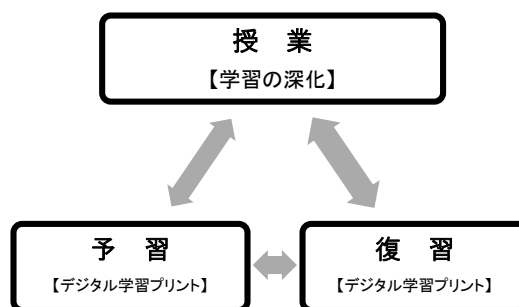 授　業
【学習の深化】
予　習
【デジタル学習プリント】
復　習
【デジタル学習プリント】